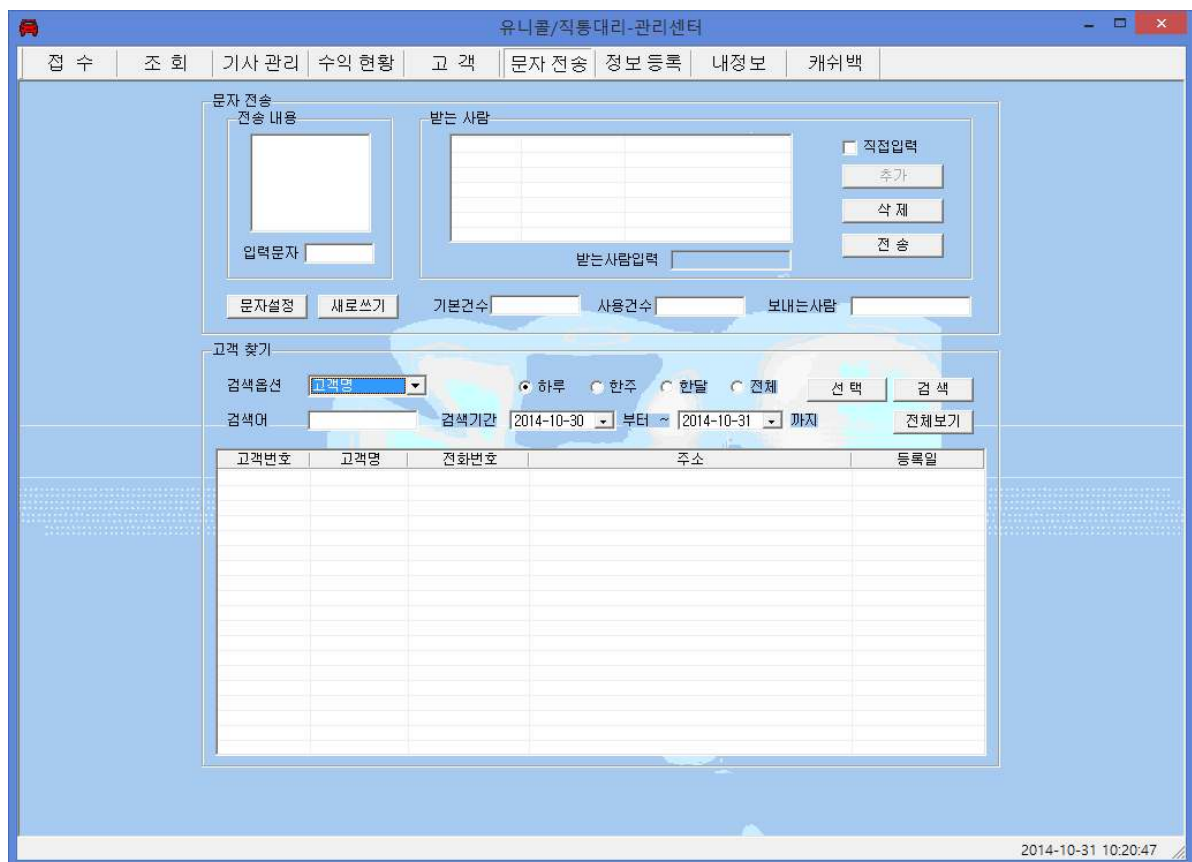 유니콜/직통대리-관리센터
접 수 조 회 기사 관리 수익 현황 고 객 문자 전송 정보 등록 내정보 캐쉬백
문자 전송
전송 내용 받는 사람
직접입력
추가
삭 제
전 송
입력문자 받는사람입력
문자설정 새로쓰기 기본건수 사용건수 보내는사람
고객 찾기
검색옵션 고객명 하루 한주 한달 전체 선 택 검 색
검색어 검색기간 2014-10-30 부터 ~ 2014-10-31 까지 전체보기
고객번호 고객명 전화번호 주소 등록일
2014-10-31 10:20:47